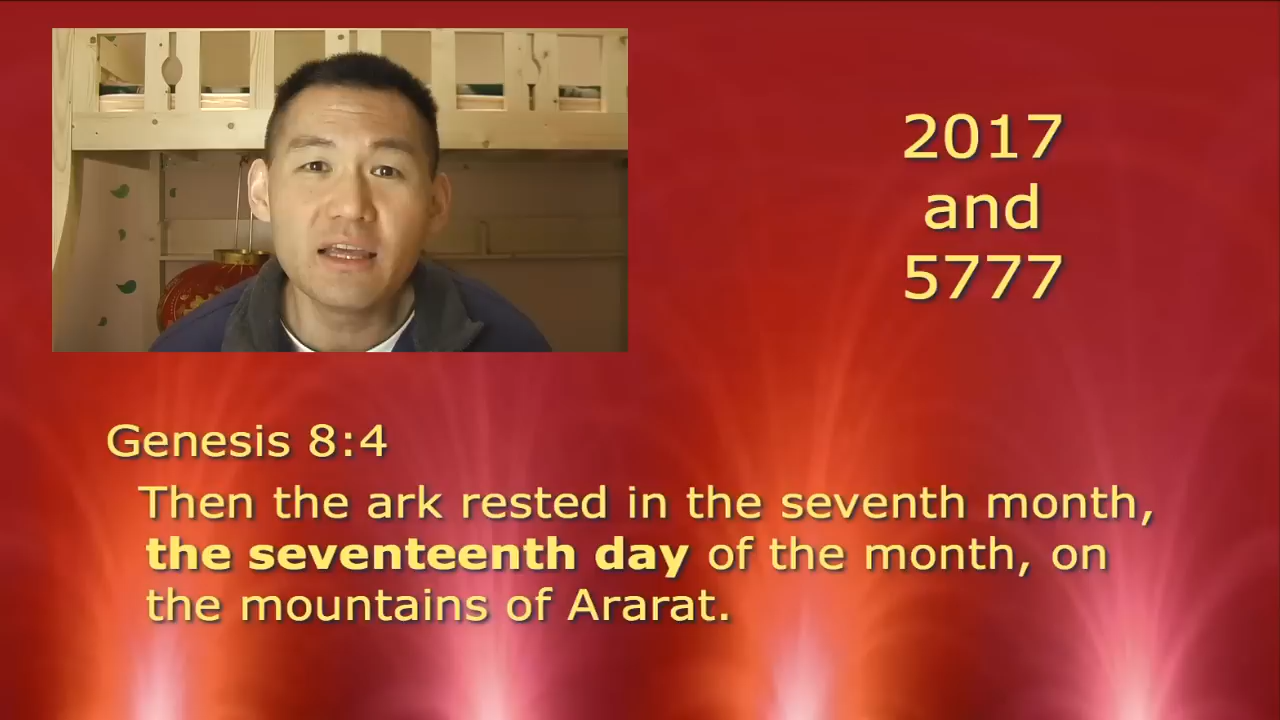 2017
and
5777
Genesis 8:4
Then the ark rested in the seventh month,
the seventeenth day of the month, on
the mountains of Ararat.